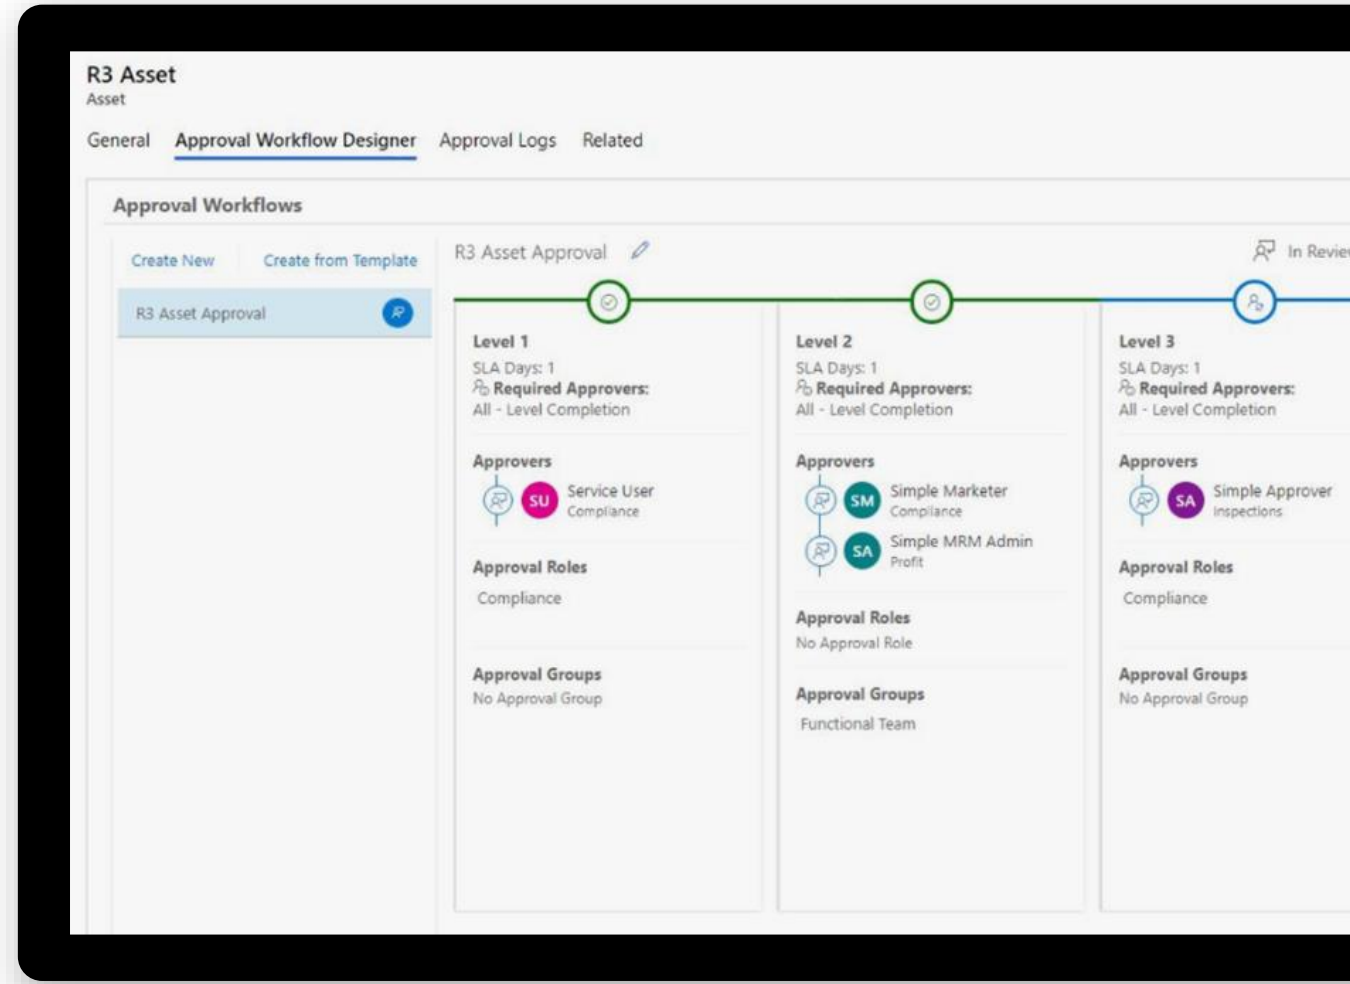 R3 Asset
Asset
General Approval Workflow Designer Approval Logs Related
Approval Workflows
Create New Create from Template
R3 Asset Approval
R3 Asset Approval
In Revie
Level 1
SLA Days: 1
Required Approvers:
All - Level Completion
Approvers
SU Service User
Compliance
Approval Roles
Compliance
Approval Groups
No Approval Group
Level 2
SLA Days: 1
Required Approvers:
All - Level Completion
Approvers
SM Simple Marketer
Compliance
SA Simple MRM Admin
Profit
Approval Roles
No Approval Role
Approval Groups
Functional Team
Level 3
SLA Days: 1
Required Approvers:
All - Level Completion
Approvers
SA Simple Approver
Inspections
Approval Roles
Compliance
Approval Groups
No Approval Group